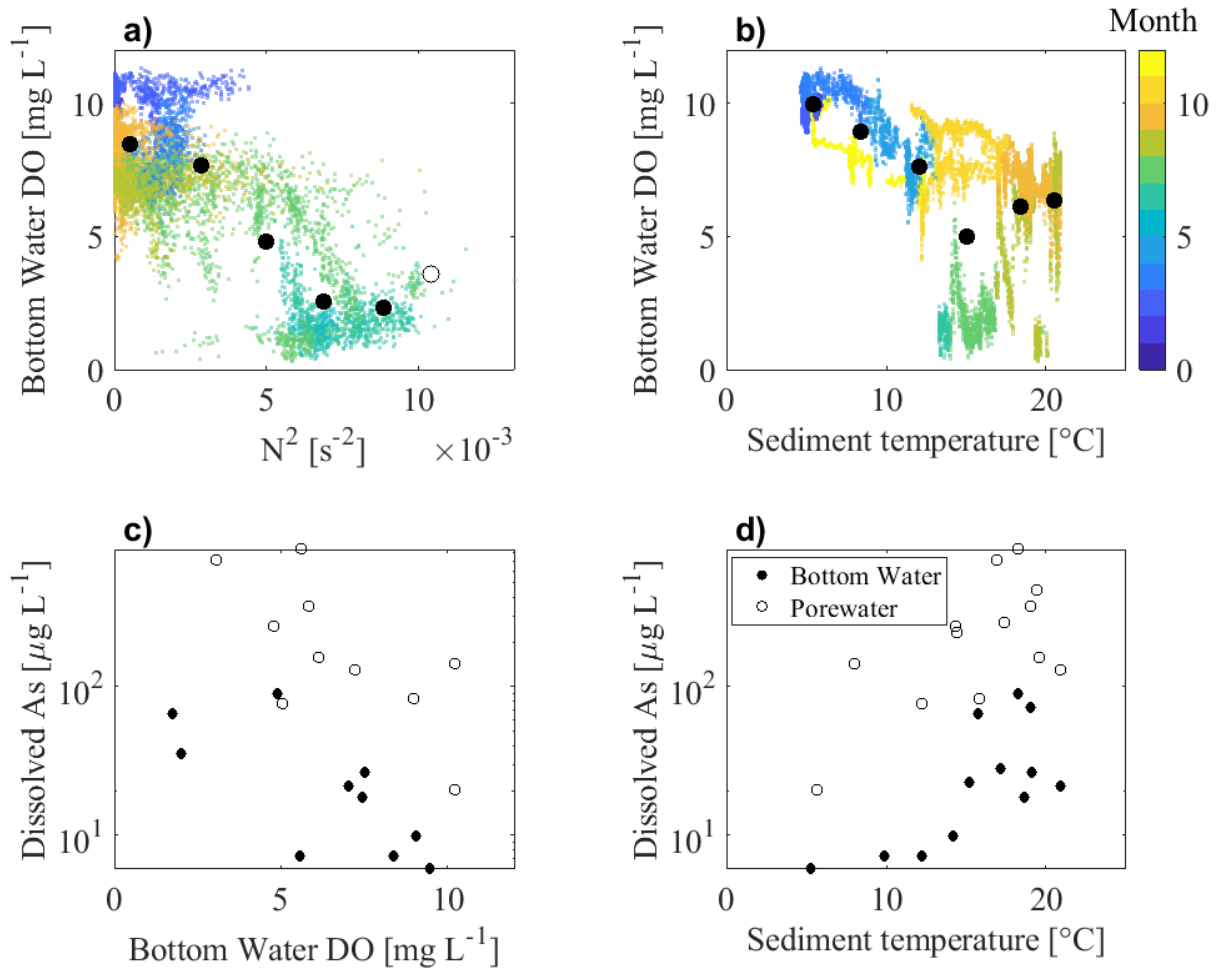 a)
Bottom Water DO [mg L⁻¹]
10
5
0
0 5 10
N² [s⁻²] ×10⁻³
b)
Month
Bottom Water DO [mg L⁻¹]
10
5
0
0 10 20
Sediment temperature [°C]
10
5
0
c)
Dissolved As [μg L⁻¹]
10²
10¹
0 5 10
Bottom Water DO [mg L⁻¹]
d)
Bottom Water
Porewater
Dissolved As [μg L⁻¹]
10²
10¹
0 10 20
Sediment temperature [°C]